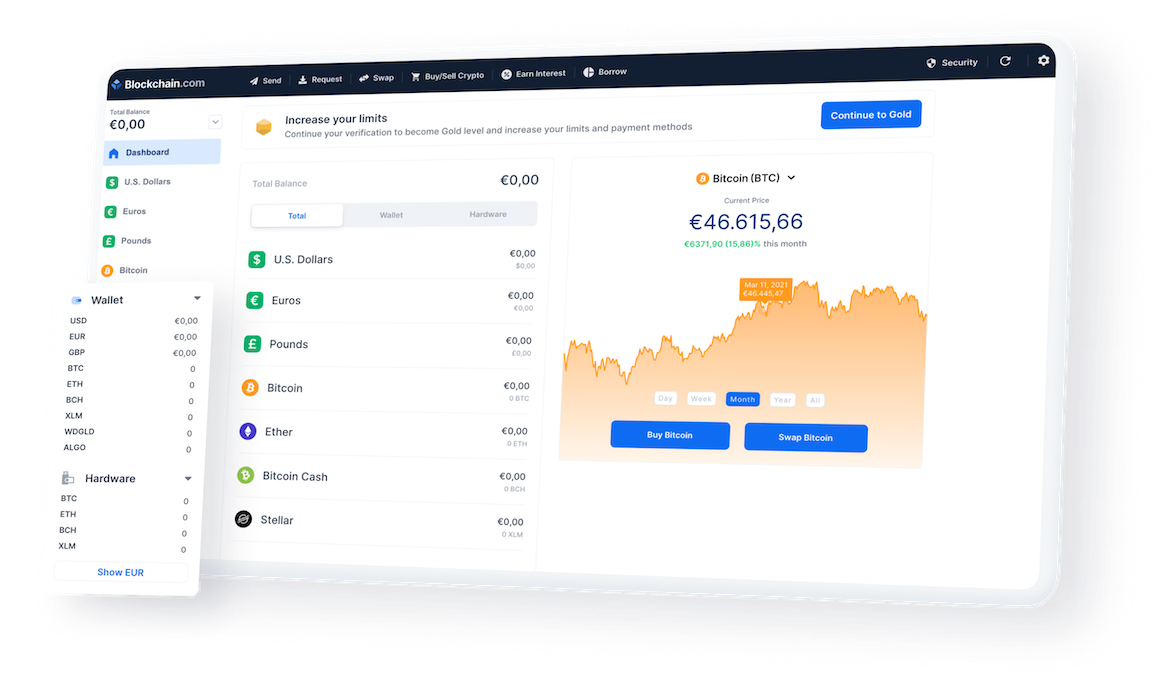 Blockchain.com
Send
Request
Swap
Buy/Sell Crypto
Earn Interest
Borrow
Security
Total Balance
€0,00
Dashboard
U.S. Dollars
Euros
Pounds
Bitcoin
Increase your limits
Continue your verification to become Gold level and increase your limits and payment methods
Continue to Gold
Total Balance
€0,00
Total
Wallet
Hardware
U.S. Dollars
€0,00
$0,00
Euros
€0,00
€0,00
Pounds
€0,00
£0,00
Bitcoin
€0,00
0 BTC
Ether
€0,00
0 ETH
Bitcoin Cash
€0,00
0 BCH
Stellar
€0,00
0 XLM
Bitcoin (BTC)
Current Price
€46.615,66
€6371,90 (15,86)% this month
Mar 11, 2021
€46.445,47
Day
Week
Month
Year
All
Buy Bitcoin
Swap Bitcoin
Wallet
USD €0,00
EUR €0,00
GBP €0,00
BTC 0
ETH 0
BCH 0
XLM 0
WDGLD 0
ALGO 0
Hardware
BTC 0
ETH 0
BCH 0
XLM 0
Show EUR